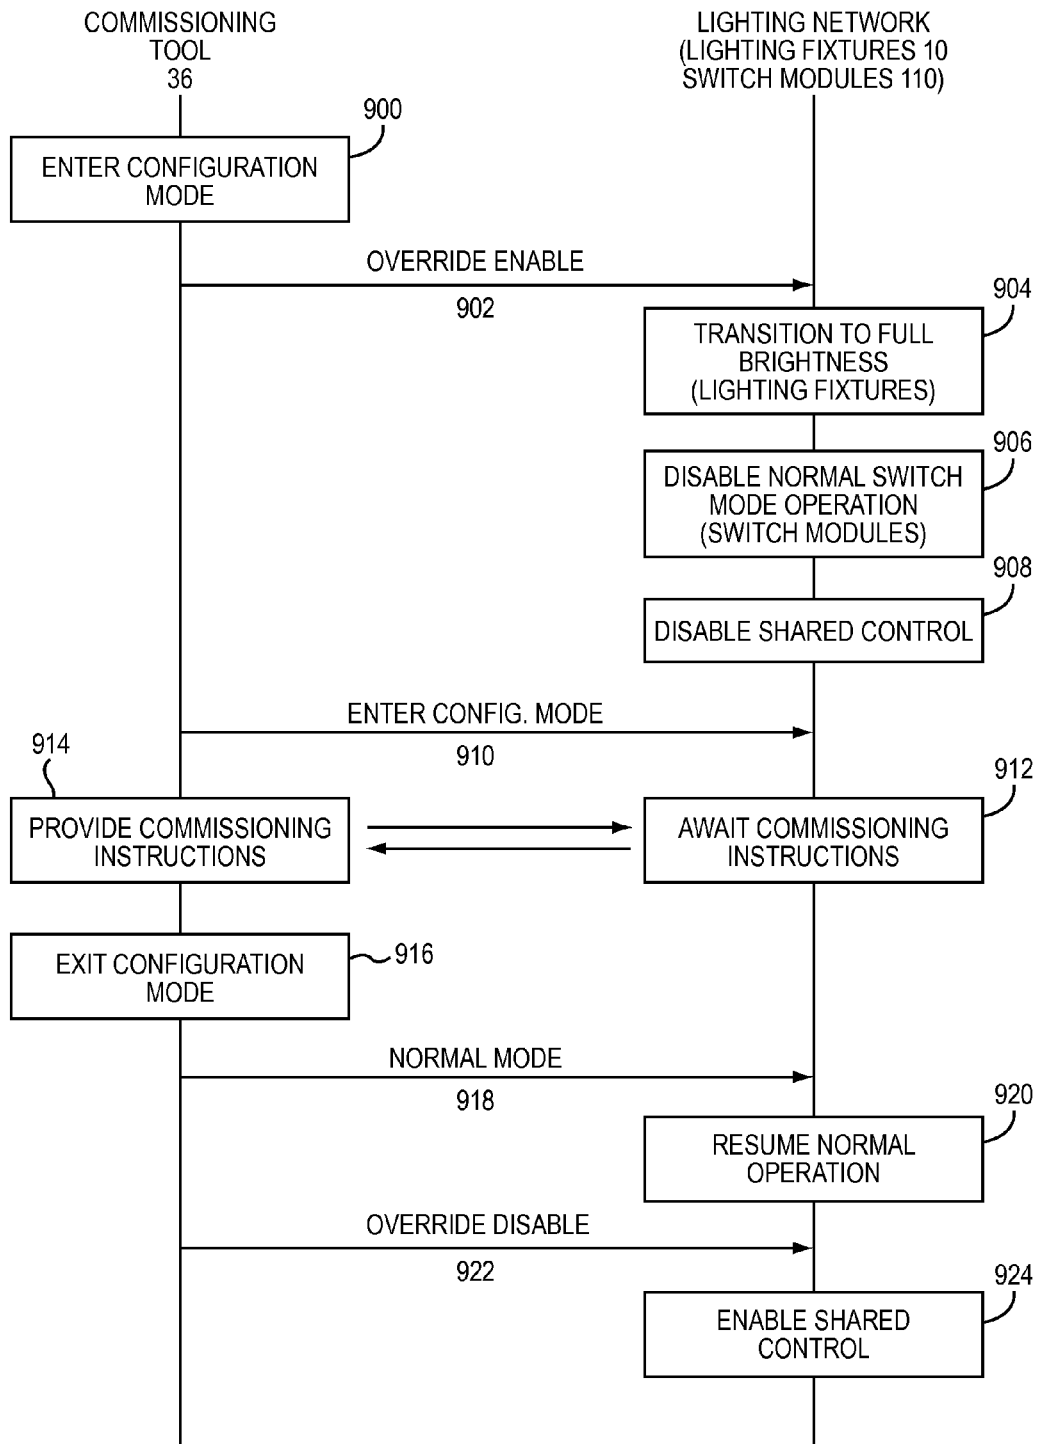 COMMISSIONING
TOOL
36
LIGHTING NETWORK
(LIGHTING FIXTURES 10
SWITCH MODULES 110)
900
ENTER CONFIGURATION
MODE
OVERRIDE ENABLE
902
904
TRANSITION TO FULL
BRIGHTNESS
(LIGHTING FIXTURES)
906
DISABLE NORMAL SWITCH
MODE OPERATION
(SWITCH MODULES)
908
DISABLE SHARED CONTROL
ENTER CONFIG. MODE
910
914
PROVIDE COMMISSIONING
INSTRUCTIONS
912
AWAIT COMMISSIONING
INSTRUCTIONS
EXIT CONFIGURATION
MODE
916
NORMAL MODE
918
920
RESUME NORMAL
OPERATION
OVERRIDE DISABLE
922
924
ENABLE SHARED
CONTROL